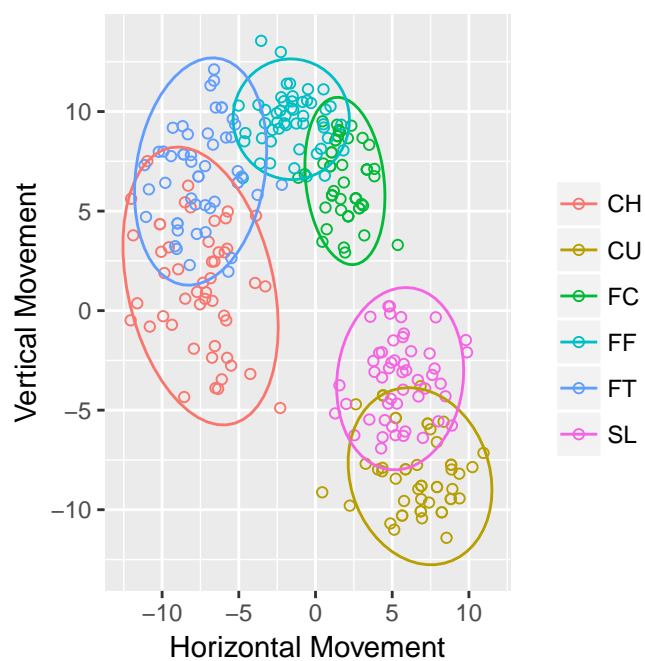 Vertical Movement
10
5
0
−5
−10
−10 −5 0 5 10
Horizontal Movement
CH
CU
FC
FF
FT
SL